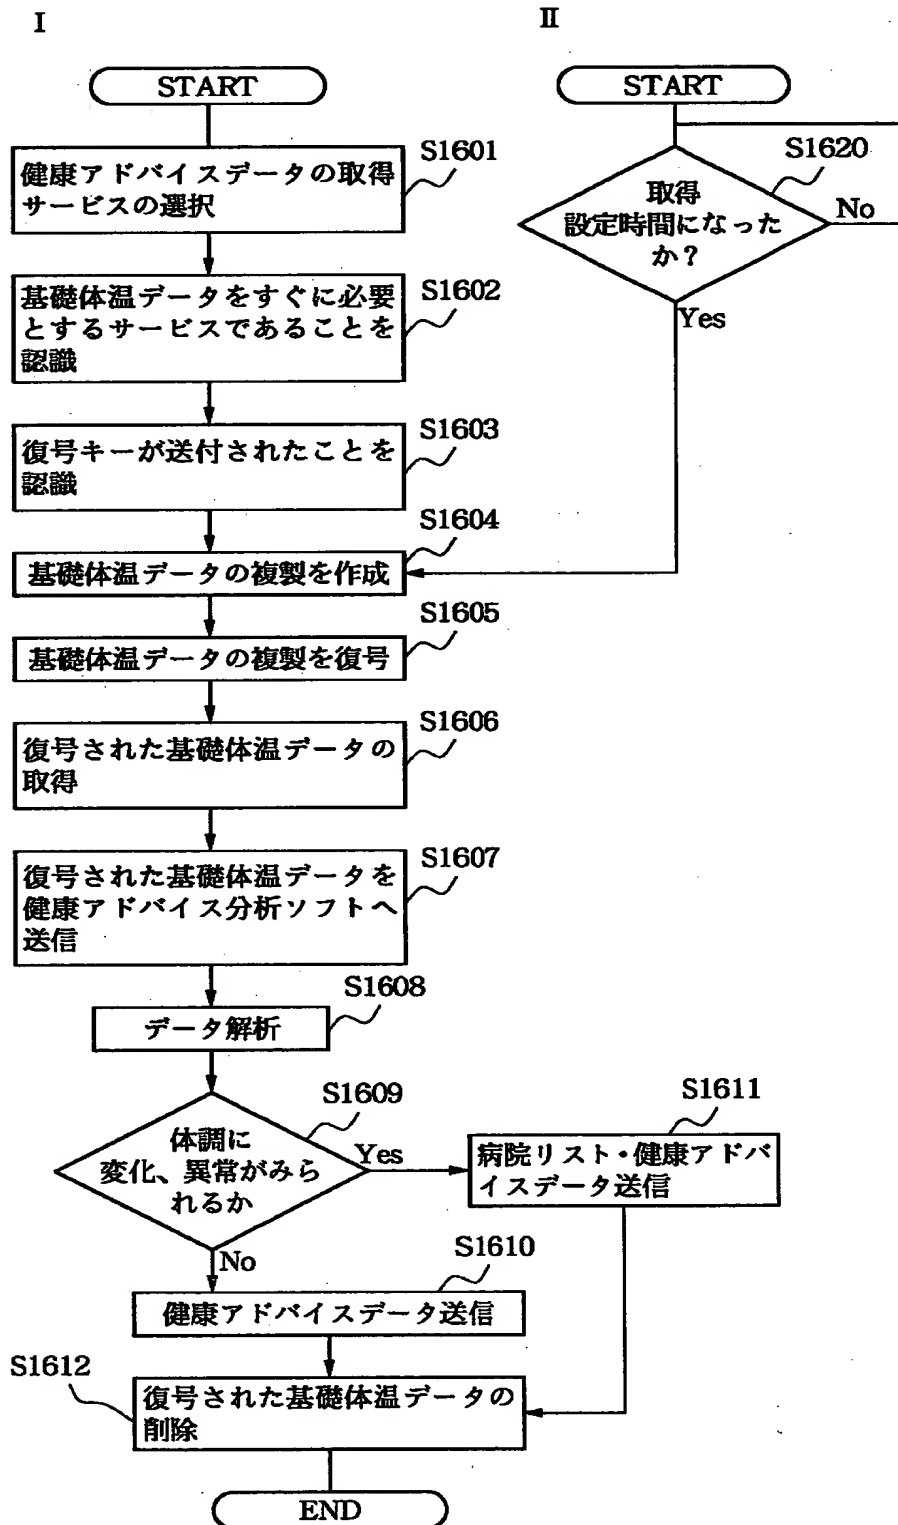 I
II
START
S1601
健康アドバイスデータの取得
サービスの選択
S1602
基礎体温データをすぐに必要
とするサービスであることを
認識
S1603
復号キーが送付されたことを
認識
S1604
基礎体温データの複製を作成
S1605
基礎体温データの複製を復号
S1606
復号された基礎体温データの
取得
S1607
復号された基礎体温データを
健康アドバイス分析ソフトへ
送信
S1608
データ解析
S1609
体調に
変化、異常がみら
れるか
Yes
No
S1611
病院リスト・健康アドバ
イスデータ送信
S1610
健康アドバイスデータ送信
S1612
復号された基礎体温データの
削除
END
START
S1620
取得
設定時間になった
か？
No
Yes